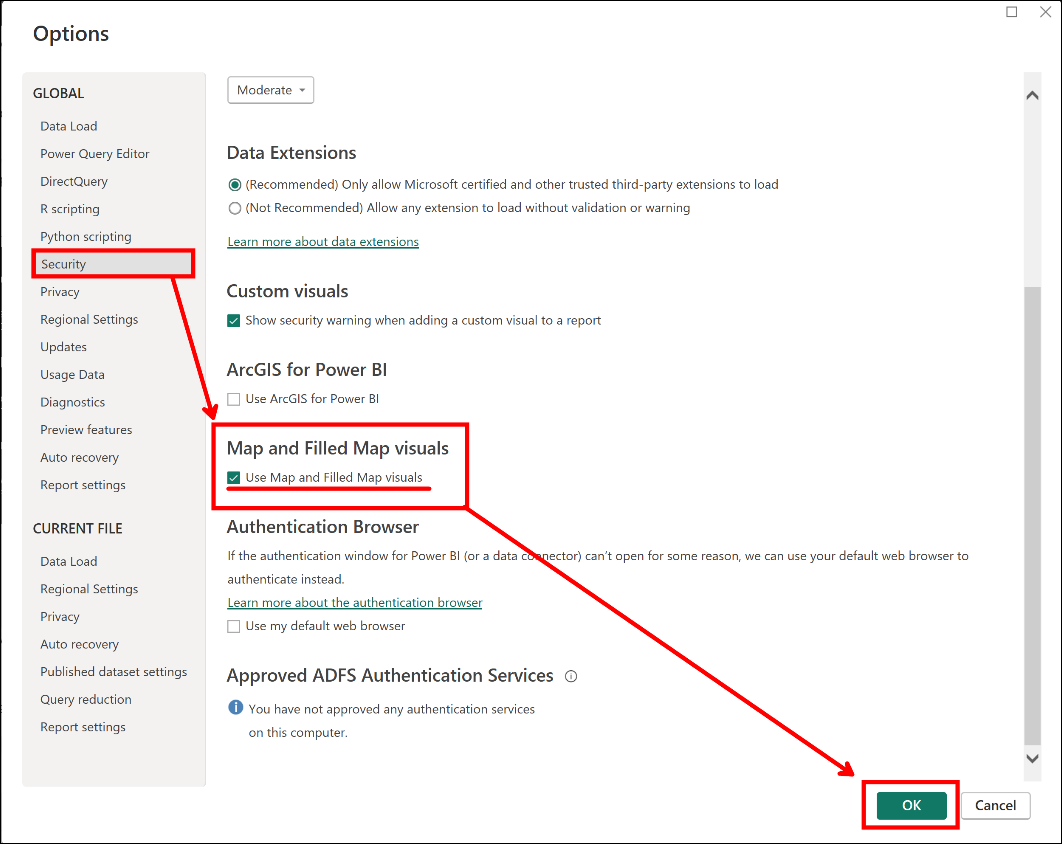 Options
GLOBAL
Data Load
Power Query Editor
DirectQuery
R scripting
Python scripting
Security
Privacy
Regional Settings
Updates
Usage Data
Diagnostics
Preview features
Auto recovery
Report settings
CURRENT FILE
Data Load
Regional Settings
Privacy
Auto recovery
Published dataset settings
Query reduction
Report settings
Moderate
Data Extensions
(Recommended) Only allow Microsoft certified and other trusted third-party extensions to load
(Not Recommended) Allow any extension to load without validation or warning
Learn more about data extensions
Custom visuals
Show security warning when adding a custom visual to a report
ArcGIS for Power BI
Use ArcGIS for Power BI
Map and Filled Map visuals
Use Map and Filled Map visuals
Authentication Browser
If the authentication window for Power BI (or a data connector) can't open for some reason, we can use your default web browser to
authenticate instead.
Learn more about the authentication browser
Use my default web browser
Approved ADFS Authentication Services
You have not approved any authentication services
on this computer.
OK
Cancel